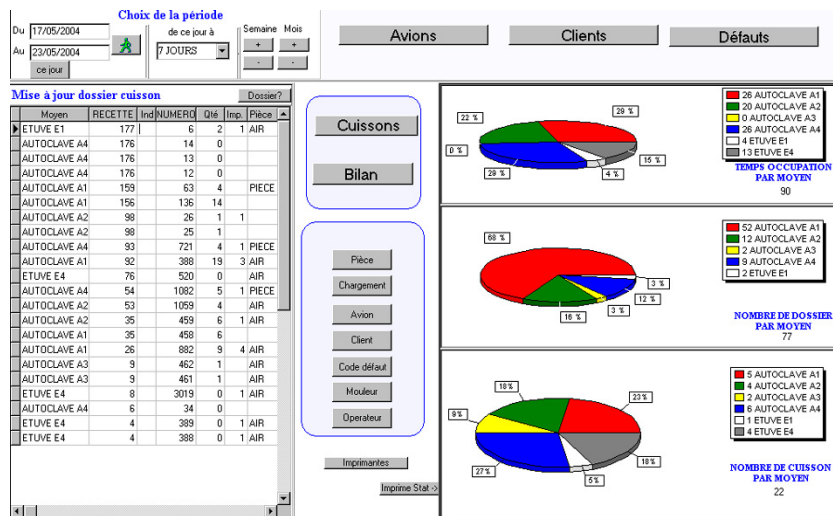 Choix de la période
Du 17/05/2004
Au 23/05/2004
ce jour
de ce jour à
7 JOURS
Semaine Mois
+ +
- -
Avions
Clients
Défauts
Mise à jour dossier cuisson
Dossier?
Moyen RECETTE Ind NUMERO Qté Imp. Pièce
ETUVE E1 177 6 2 1 AIR
AUTOCLAVE A4 176 14 0
AUTOCLAVE A4 176 13 0
AUTOCLAVE A4 176 12 0
AUTOCLAVE A1 159 63 4 PIECE
AUTOCLAVE A1 156 136 14
AUTOCLAVE A2 98 26 1 1
AUTOCLAVE A2 98 25 1
AUTOCLAVE A4 93 721 4 1 PIECE
AUTOCLAVE A1 92 388 19 3 AIR
ETUVE E4 76 520 0 AIR
AUTOCLAVE A4 54 1082 5 1 PIECE
AUTOCLAVE A2 53 1059 4 AIR
AUTOCLAVE A2 35 459 6 1 AIR
AUTOCLAVE A1 35 458 6
AUTOCLAVE A1 26 882 9 4 AIR
AUTOCLAVE A3 9 462 1 AIR
AUTOCLAVE A3 9 461 1 AIR
ETUVE E4 8 3019 0 1 AIR
AUTOCLAVE A4 6 34 0
ETUVE E4 4 389 0 1 AIR
ETUVE E4 4 388 0 1 AIR
Cuissons
Bilan
Pièce
Chargement
Avion
Client
Code défaut
Mouleur
Operateur
Imprimantes
Imprime Stat ->
22 %
29 %
0 %
29 %
4 %
15 %
26 AUTOCLAVE A1
20 AUTOCLAVE A2
0 AUTOCLAVE A3
26 AUTOCLAVE A4
4 ETUVE E1
13 ETUVE E4
TEMPS OCCUPATION
PAR MOYEN
90
68 %
3 %
12 %
3 %
16 %
52 AUTOCLAVE A1
12 AUTOCLAVE A2
2 AUTOCLAVE A3
9 AUTOCLAVE A4
2 ETUVE E1
NOMBRE DE DOSSIER
PAR MOYEN
77
18 %
23 %
9 %
27 %
5 %
18 %
5 AUTOCLAVE A1
4 AUTOCLAVE A2
2 AUTOCLAVE A3
6 AUTOCLAVE A4
1 ETUVE E1
4 ETUVE E4
NOMBRE DE CUISSON
PAR MOYEN
22